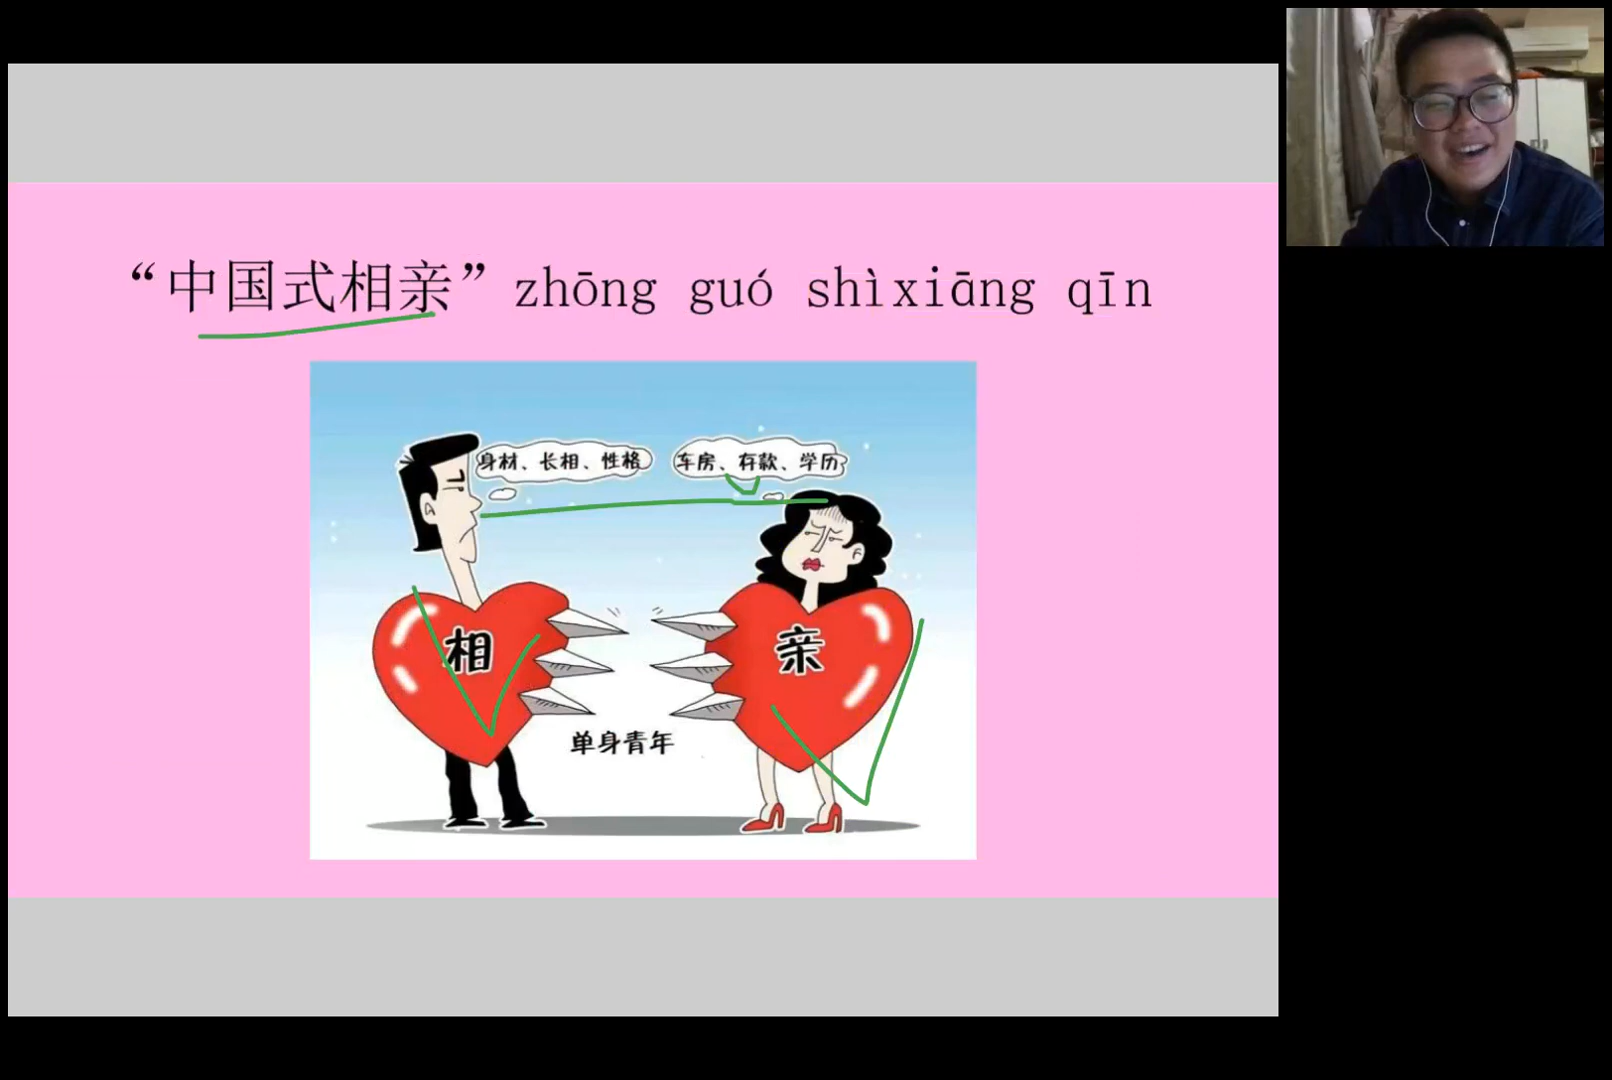 “中国式相亲”zhōng guó shìxiāng qīn
身材、长相、性格
车房、存款、学历
相
亲
单身青年